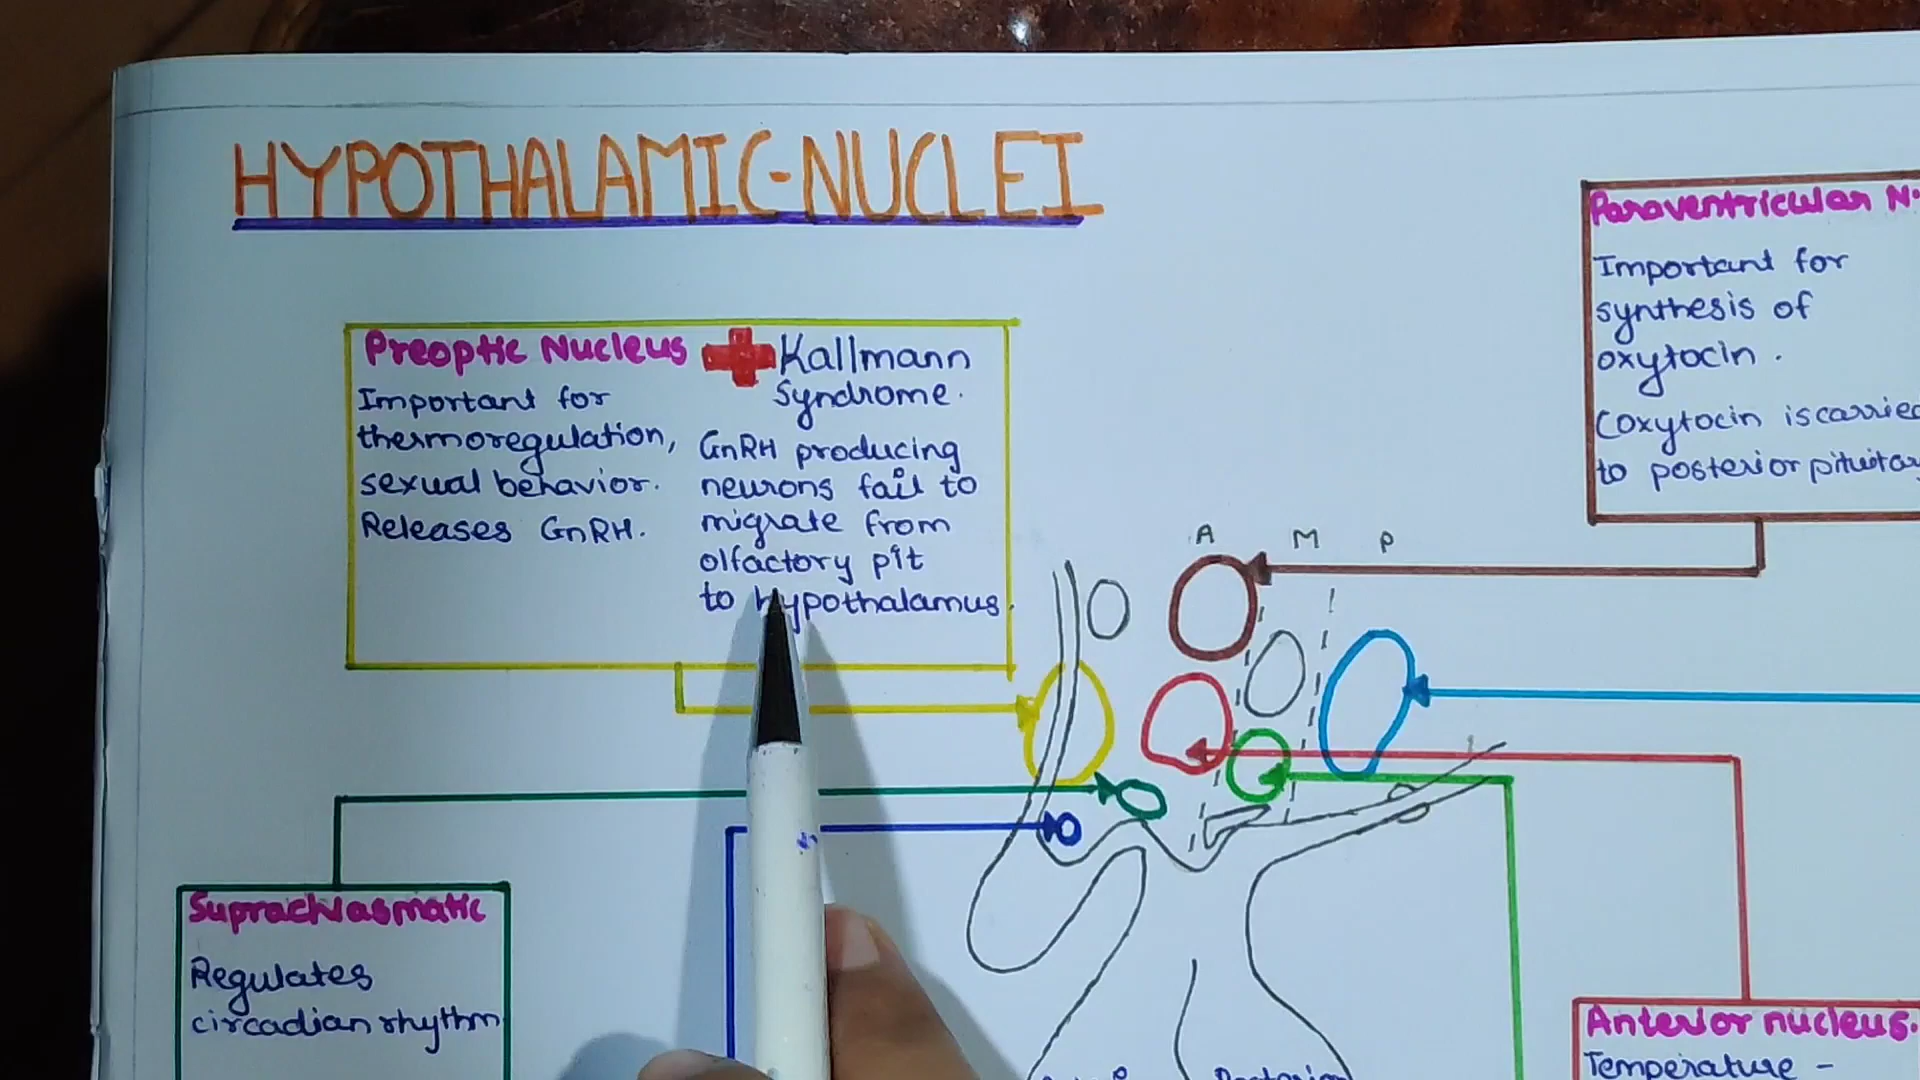 HYPOTHALAMIC-NUCLEI
Preoptic Nucleus
Important for
thermoregulation,
sexual behavior.
Releases GnRH.
Kallmann
Syndrome.
GnRH producing
neurons fail to
migrate from
olfactory pit
to hypothalamus.
Paraventricular N.
Important for
synthesis of
oxytocin.
(oxytocin is carried
to posterior pituitary
A M P
Suprachiasmatic
Regulates
circadian rhythm
Anterior nucleus.
Temperature -